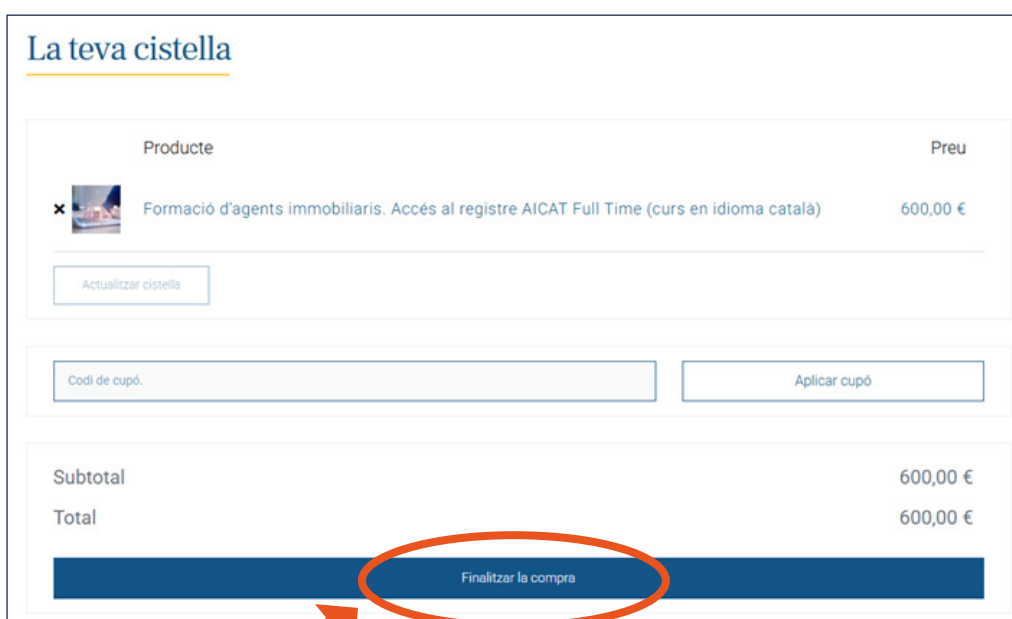 La teva cistella
Producte Preu
× Formació d'agents immobiliaris. Accés al registre AICAT Full Time (curs en idioma català) 600,00 €
Actualitzar cistella
Codi de cupó. Aplicar cupó
Subtotal 600,00 €
Total 600,00 €
Finalitzar la compra